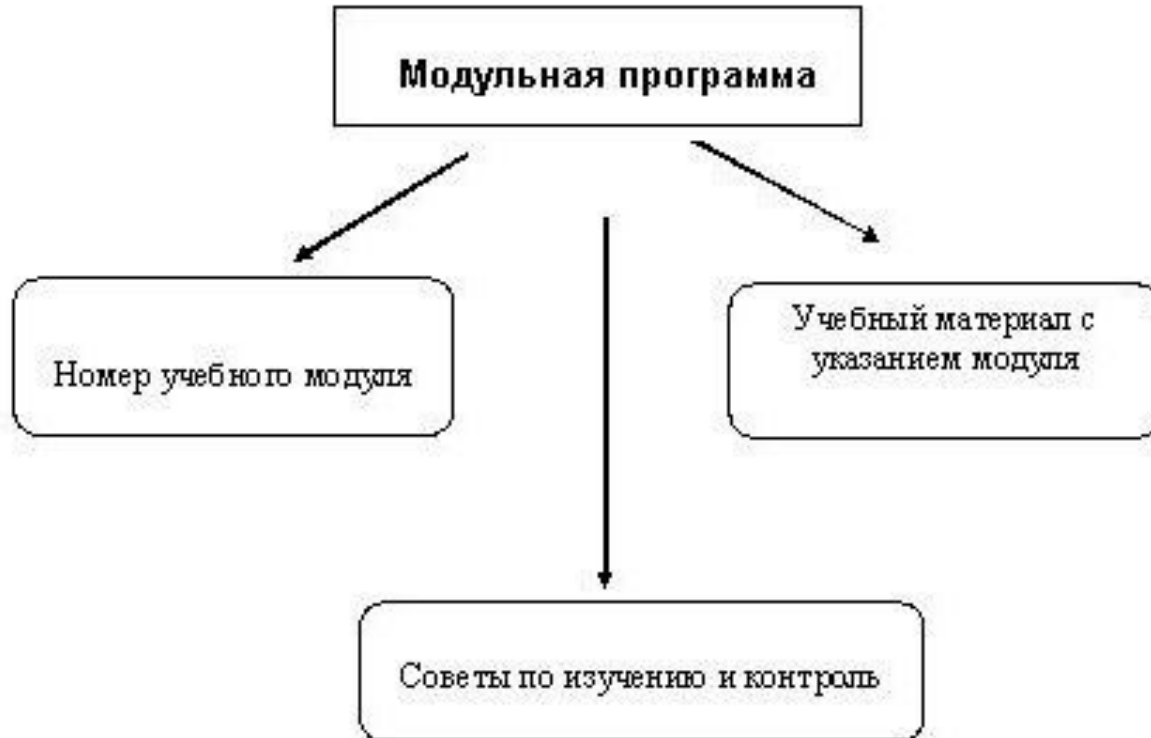 Модульная программа
Номер учебного модуля
Учебный материал с
указанием модуля
Советы по изучению и контроль